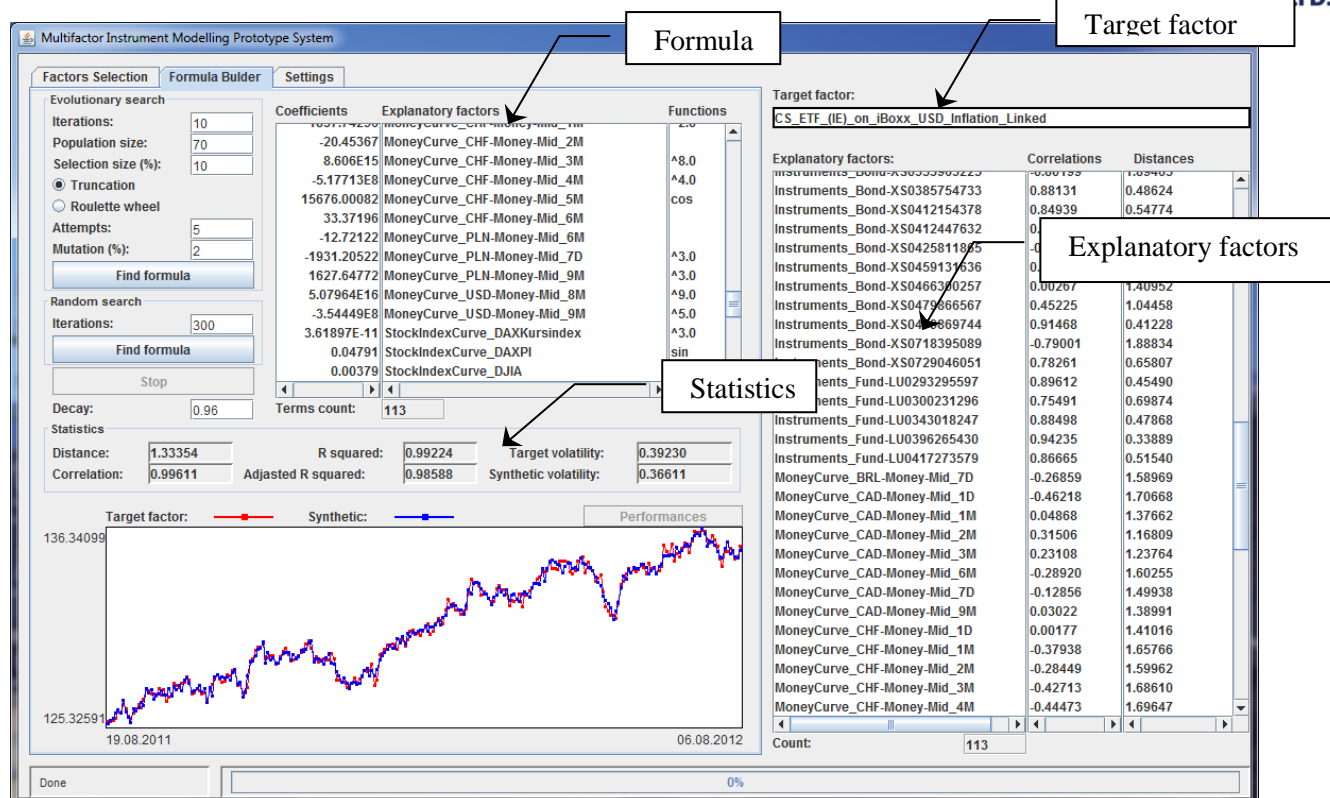 TD.
Target factor
Formula
Multifactor Instrument Modelling Prototype System
Factors Selection Formula Bulder Settings
Evolutionary search
Iterations: 10
Population size: 70
Selection size (%): 10
Truncation
Roulette wheel
Attempts: 5
Mutation (%): 2
Find formula
Random search
Iterations: 300
Find formula
Stop
Decay: 0.96
Coefficients Explanatory factors Functions
MoneyCurve_CHF-Money-Mid_1M
-20.45367 MoneyCurve_CHF-Money-Mid_2M
8.606E15 MoneyCurve_CHF-Money-Mid_3M ^8.0
-5.17713E8 MoneyCurve_CHF-Money-Mid_4M ^4.0
15676.00082 MoneyCurve_CHF-Money-Mid_5M cos
33.37196 MoneyCurve_CHF-Money-Mid_6M
-12.72122 MoneyCurve_PLN-Money-Mid_6M
-1931.20522 MoneyCurve_PLN-Money-Mid_7D ^3.0
1627.64772 MoneyCurve_PLN-Money-Mid_9M ^3.0
5.07964E16 MoneyCurve_USD-Money-Mid_8M ^9.0
-3.54449E8 MoneyCurve_USD-Money-Mid_9M ^5.0
3.61897E-11 StockIndexCurve_DAXKursindex ^3.0
0.04791 StockIndexCurve_DAXPI sin
0.00379 StockIndexCurve_DJIA
Terms count: 113
Statistics
Statistics
Distance: 1.33354 R squared: 0.99224 Target volatility: 0.39230
Correlation: 0.99611 Adjasted R squared: 0.98588 Synthetic volatility: 0.36611
Target factor: Synthetic: Performances
136.34099
125.32591
19.08.2011 06.08.2012
Target factor:
CS_ETF_(IE)_on_iBoxx_USD_Inflation_Linked
Explanatory factors: Correlations Distances
Instruments_Bond-XS0385754733 0.88131 0.48624
Instruments_Bond-XS0412154378 0.84939 0.54774
Instruments_Bond-XS0412447632
Instruments_Bond-XS0425811865
Explanatory factors
Instruments_Bond-XS0459131636
Instruments_Bond-XS0466300257 0.00267 1.40952
Instruments_Bond-XS0479866567 0.45225 1.04458
0.91468 0.41228
Instruments_Bond-XS0718395089 -0.79001 1.88834
ments_Bond-XS0729046051 0.78261 0.65807
ments_Fund-LU0293295597 0.89612 0.45490
ments_Fund-LU0300231296 0.75491 0.69874
Instruments_Fund-LU0343018247 0.88498 0.47868
Instruments_Fund-LU0396265430 0.94235 0.33889
Instruments_Fund-LU0417273579 0.86665 0.51540
MoneyCurve_BRL-Money-Mid_7D -0.26859 1.58969
MoneyCurve_CAD-Money-Mid_1D -0.46218 1.70668
MoneyCurve_CAD-Money-Mid_1M 0.04868 1.37662
MoneyCurve_CAD-Money-Mid_2M 0.31506 1.16809
MoneyCurve_CAD-Money-Mid_3M 0.23108 1.23764
MoneyCurve_CAD-Money-Mid_6M -0.28920 1.60255
MoneyCurve_CAD-Money-Mid_7D -0.12856 1.49938
MoneyCurve_CAD-Money-Mid_9M 0.03022 1.38991
MoneyCurve_CHF-Money-Mid_1D 0.00177 1.41016
MoneyCurve_CHF-Money-Mid_1M -0.37938 1.65766
MoneyCurve_CHF-Money-Mid_2M -0.28449 1.59962
MoneyCurve_CHF-Money-Mid_3M -0.42713 1.68610
MoneyCurve_CHF-Money-Mid_4M -0.44473 1.69647
Count: 113
Done 0%